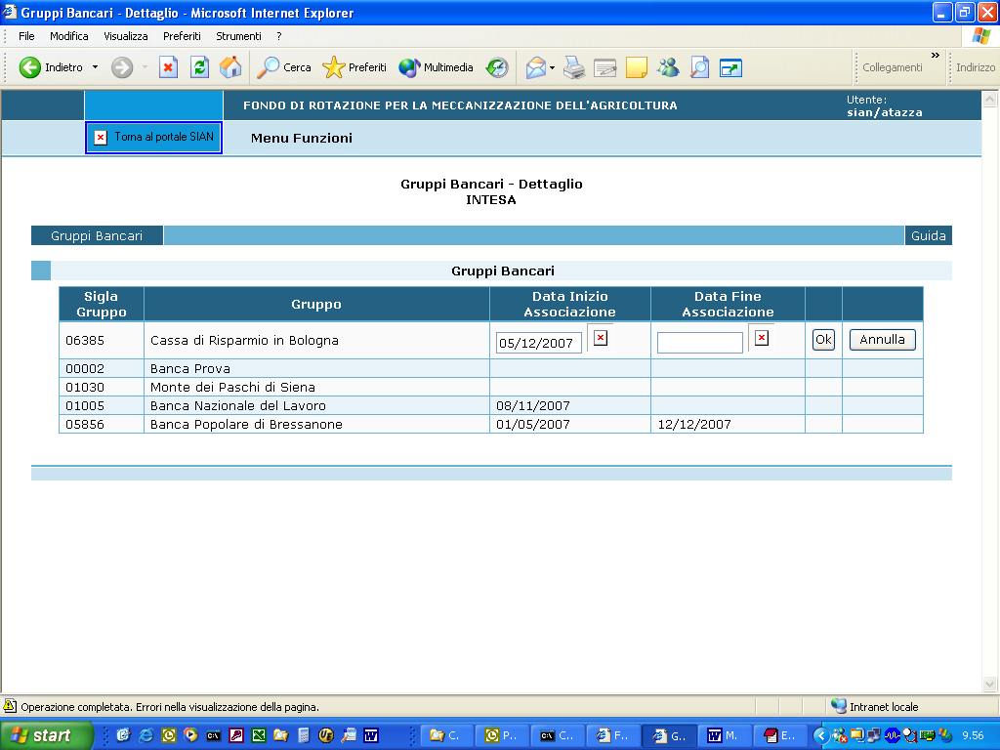 Gruppi Bancari - Dettaglio - Microsoft Internet Explorer
File Modifica Visualizza Preferiti Strumenti ?
Indietro Cerca Preferiti Multimedia Collegamenti » Indirizzo
FONDO DI ROTAZIONE PER LA MECCANIZZAZIONE DELL'AGRICOLTURA
Utente:
sian/atazza
Torna al portale SIAN
Menu Funzioni
Gruppi Bancari - Dettaglio
INTESA
Gruppi Bancari Guida
Gruppi Bancari
Sigla Gruppo Gruppo Data Inizio Associazione Data Fine Associazione
06385 Cassa di Risparmio in Bologna 05/12/2007 Ok Annulla
00002 Banca Prova
01030 Monte dei Paschi di Siena
01005 Banca Nazionale del Lavoro 08/11/2007
05856 Banca Popolare di Bressanone 01/05/2007 12/12/2007
Operazione completata. Errori nella visualizzazione della pagina. Intranet locale
start C. P.. C.. F.. G.. M. E.. 9.56